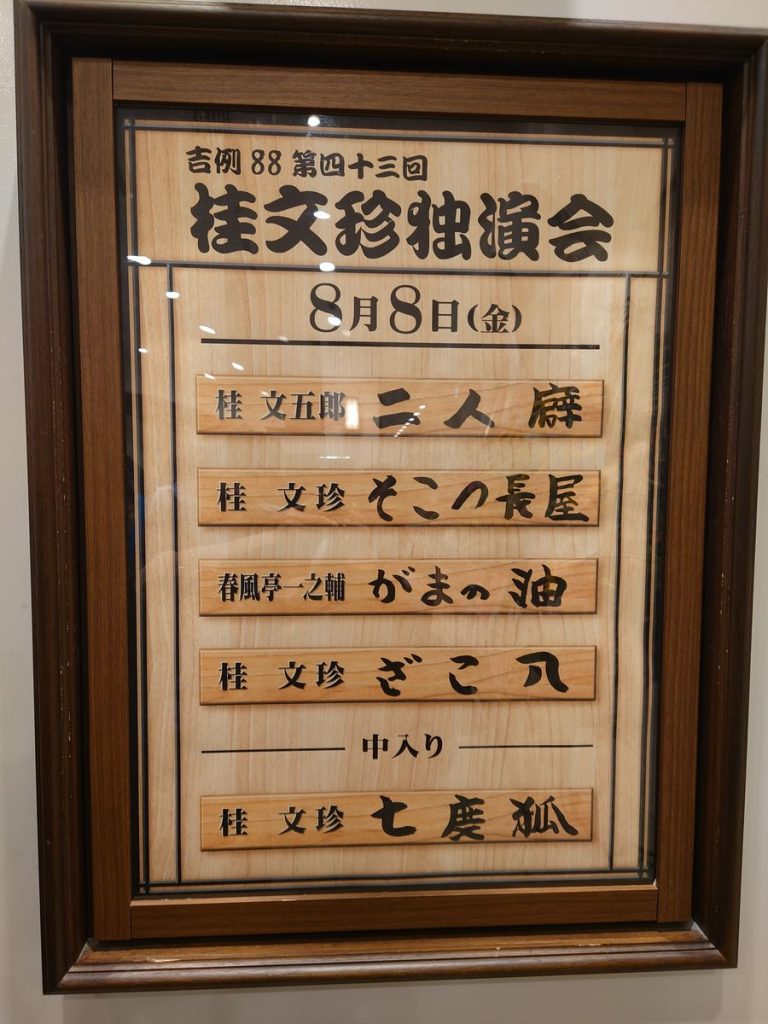 吉例88 第四十三回
桂文珍独演会
8月8日(金)
桂 文五郎 二人癖
桂 文珍 そこつ長屋
春風亭一之輔 がまの油
桂 文珍 ざこ八
中入り
桂 文珍 七度狐